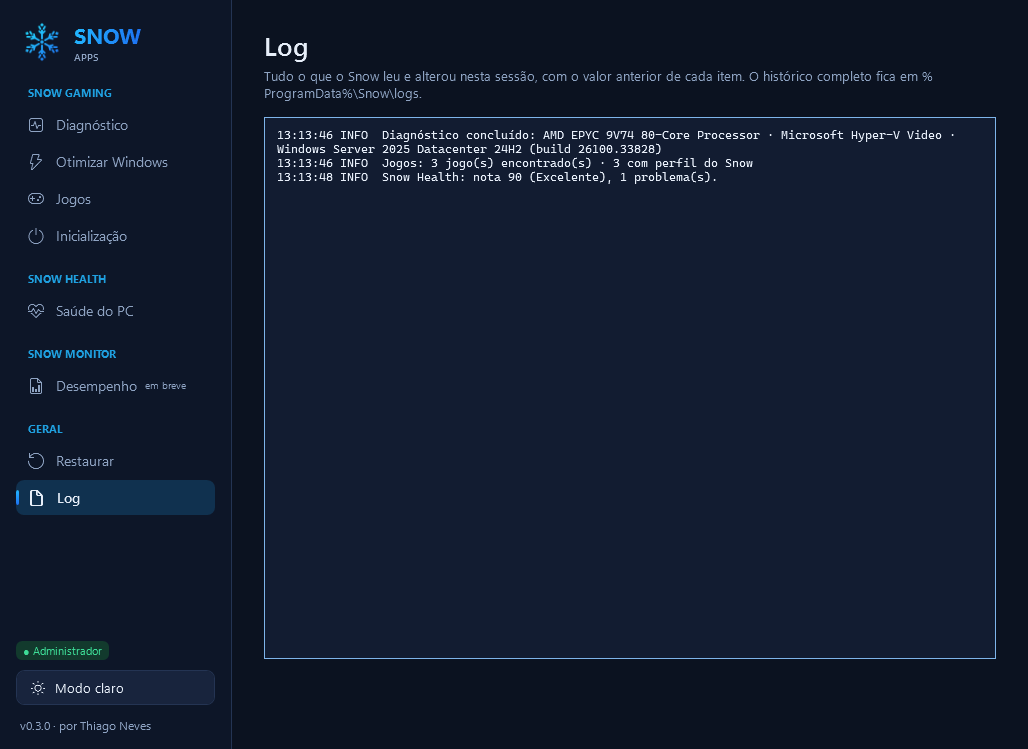 SNOW
APPS
SNOW GAMING
Diagnóstico
Otimizar Windows
Jogos
Inicialização
SNOW HEALTH
Saúde do PC
SNOW MONITOR
Desempenho em breve
GERAL
Restaurar
Log
● Administrador
Modo claro
v0.3.0 · por Thiago Neves
Log
Tudo o que o Snow leu e alterou nesta sessão, com o valor anterior de cada item. O histórico completo fica em %
ProgramData%\Snow\logs.
13:13:46 INFO  Diagnóstico concluído: AMD EPYC 9V74 80-Core Processor · Microsoft Hyper-V Video ·
Windows Server 2025 Datacenter 24H2 (build 26100.33828)
13:13:46 INFO  Jogos: 3 jogo(s) encontrado(s) · 3 com perfil do Snow
13:13:48 INFO  Snow Health: nota 90 (Excelente), 1 problema(s).